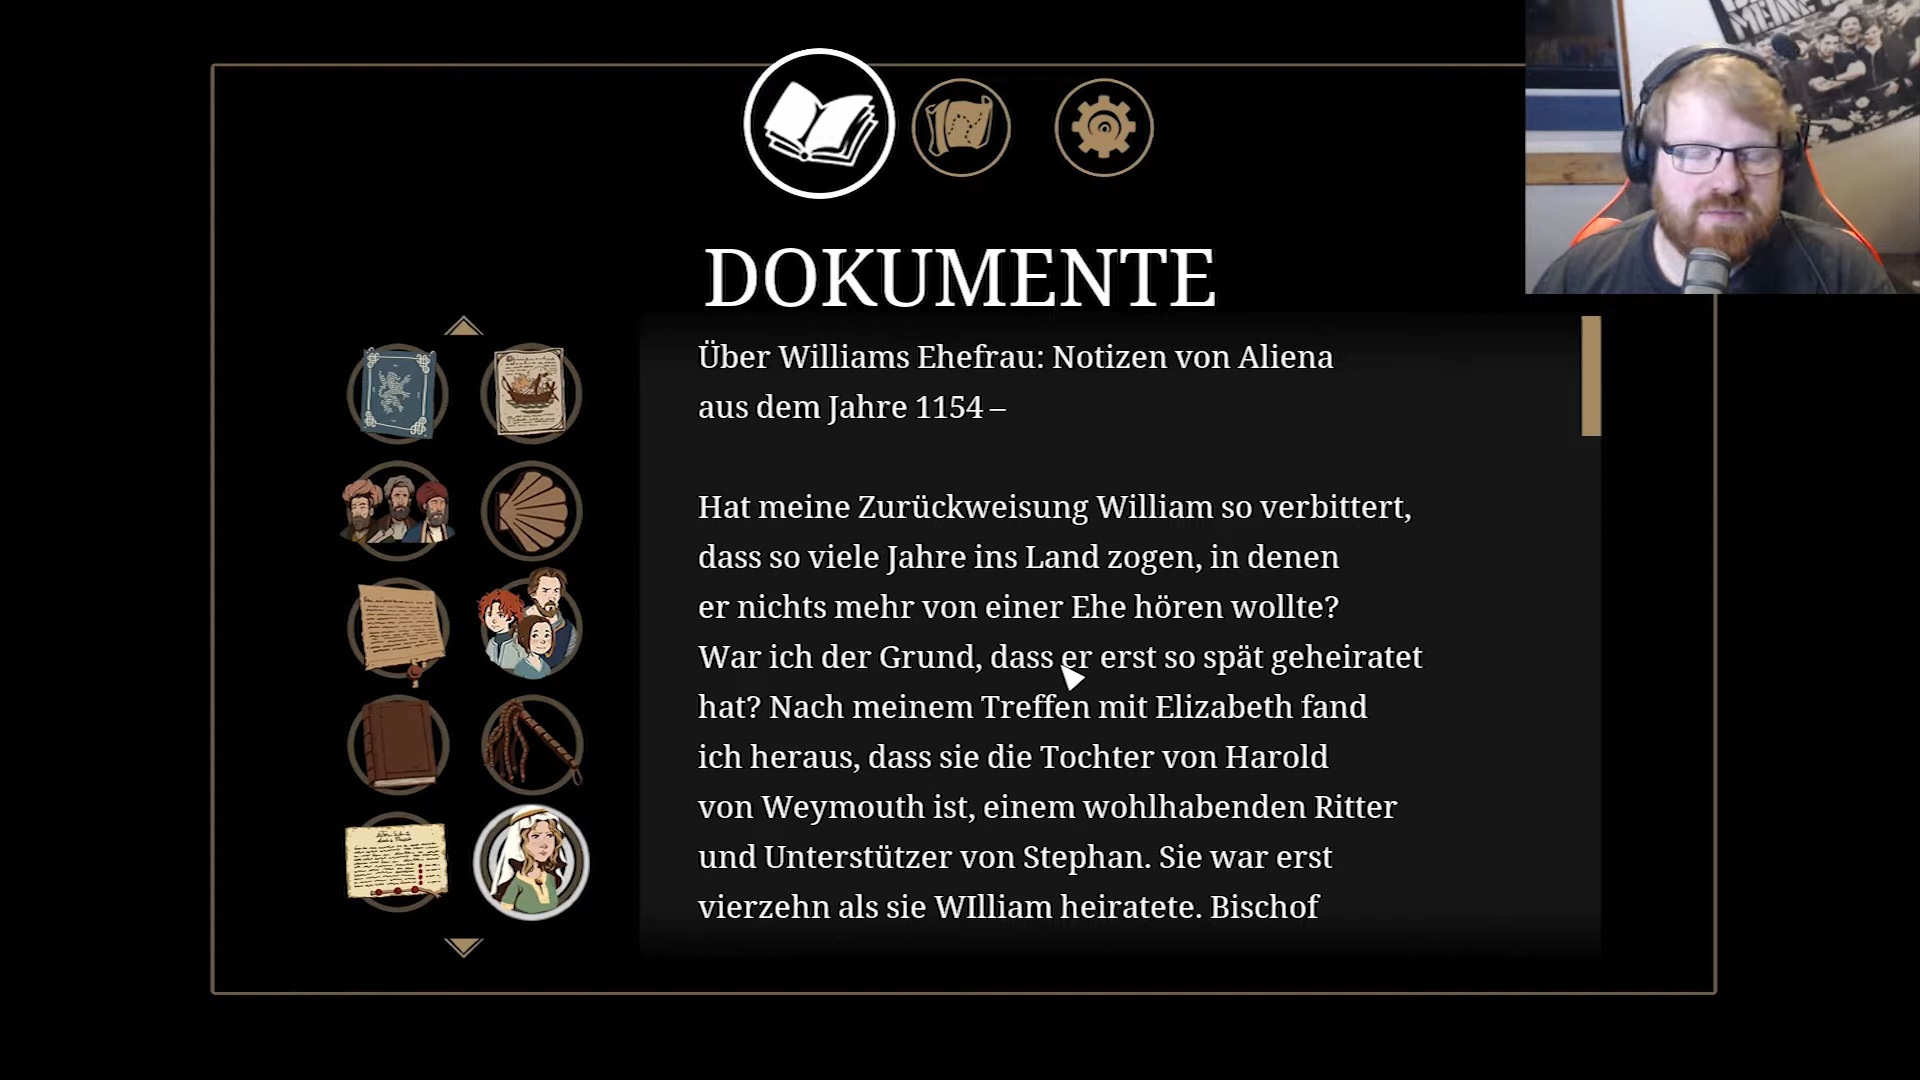 DOKUMENTE
Über Williams Ehefrau: Notizen von Aliena
aus dem Jahre 1154 –
Hat meine Zurückweisung William so verbittert,
dass so viele Jahre ins Land zogen, in denen
er nichts mehr von einer Ehe hören wollte?
War ich der Grund, dass er erst so spät geheiratet
hat? Nach meinem Treffen mit Elizabeth fand
ich heraus, dass sie die Tochter von Harold
von Weymouth ist, einem wohlhabenden Ritter
und Unterstützer von Stephan. Sie war erst
vierzehn als sie WIlliam heiratete. Bischof